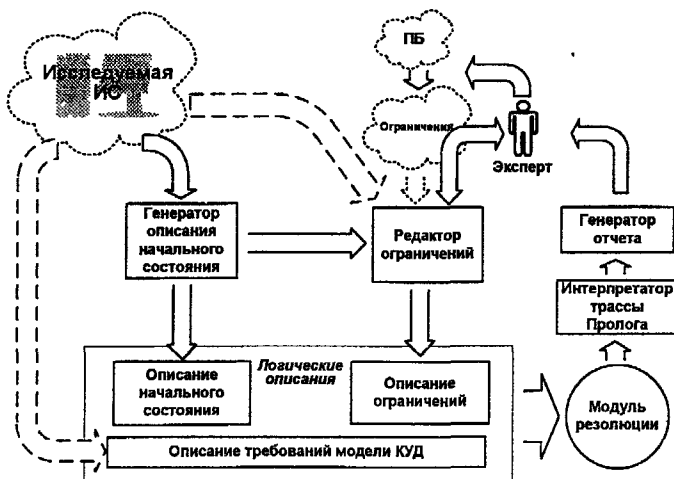 Исследуемая
ИС
ПБ
Ограничения
Эксперт
Генератор
описания
начального
состояния
Редактор
ограничений
Генератор
отчета
Интерпретатор
трассы
Пролога
Логические
описания
Описание
начального
состояния
Описание
ограничений
Модуль
резолюции
Описание требований модели КУД